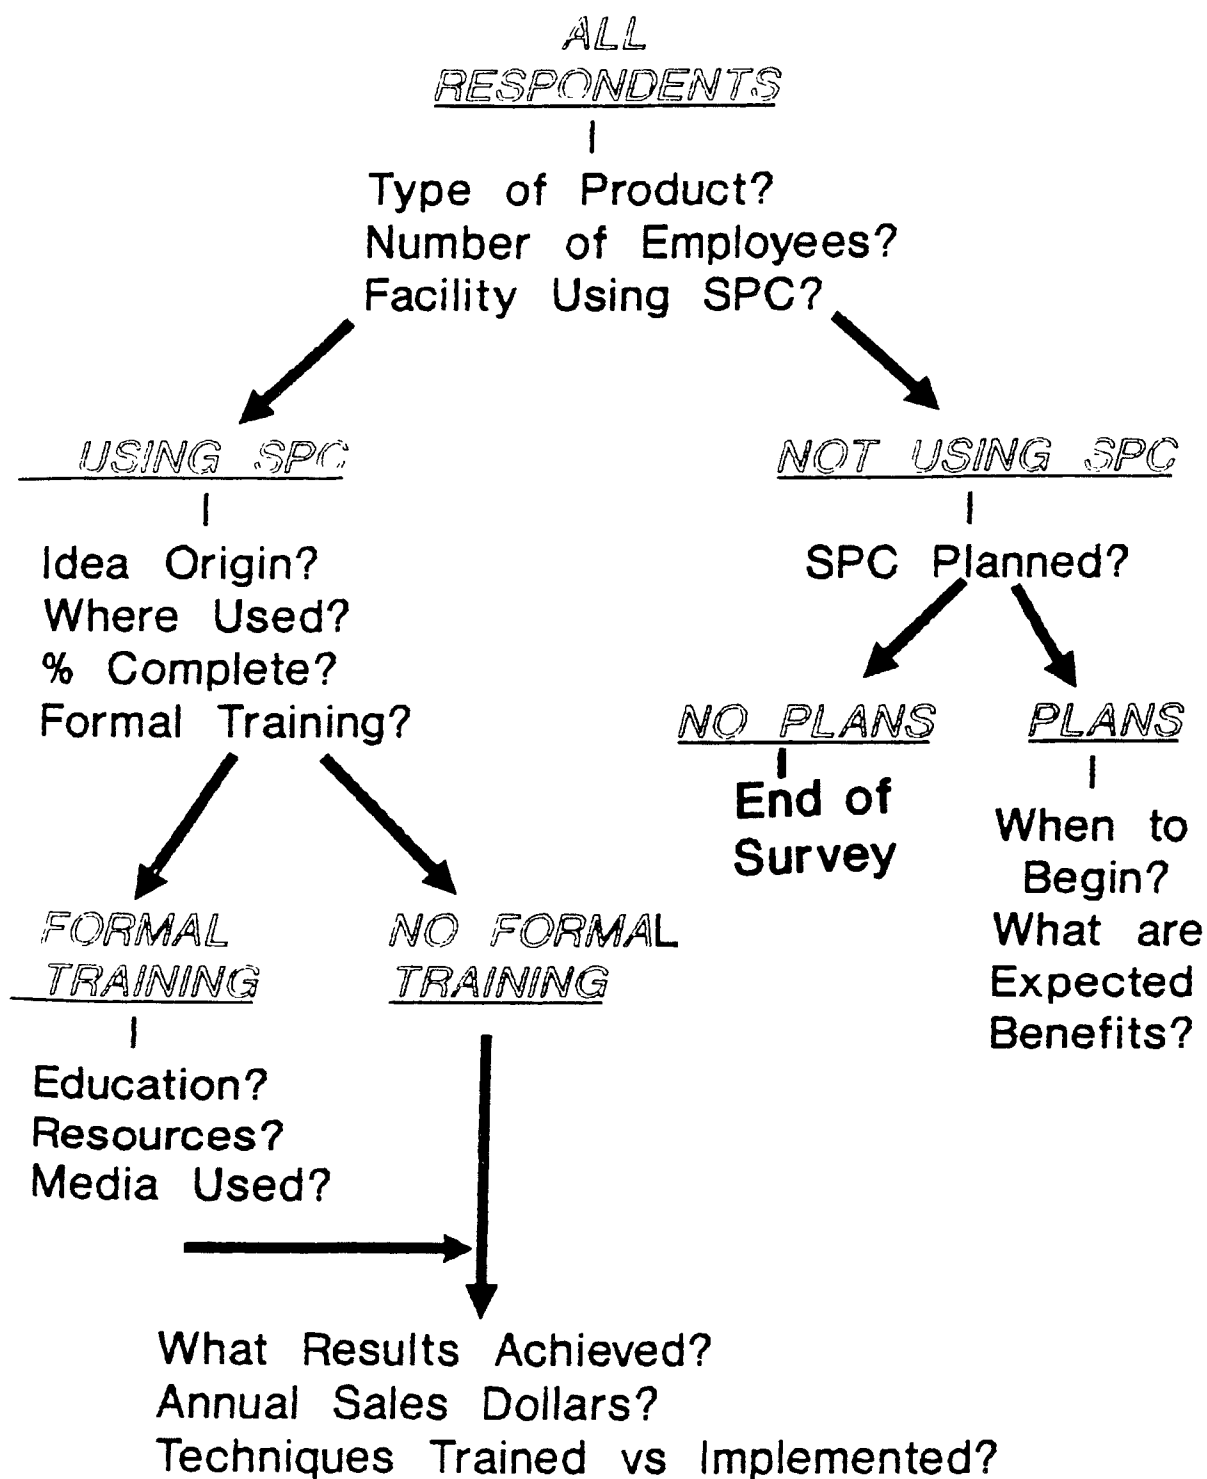 ALL
RESPONDENTS
Type of Product?
Number of Employees?
Facility Using SPC?
USING SPC
NOT USING SPC
Idea Origin?
Where Used?
% Complete?
Formal Training?
SPC Planned?
NO PLANS
PLANS
End of
Survey
When to
Begin?
What are
Expected
Benefits?
FORMAL
TRAINING
NO FORMAL
TRAINING
Education?
Resources?
Media Used?
What Results Achieved?
Annual Sales Dollars?
Techniques Trained vs Implemented?